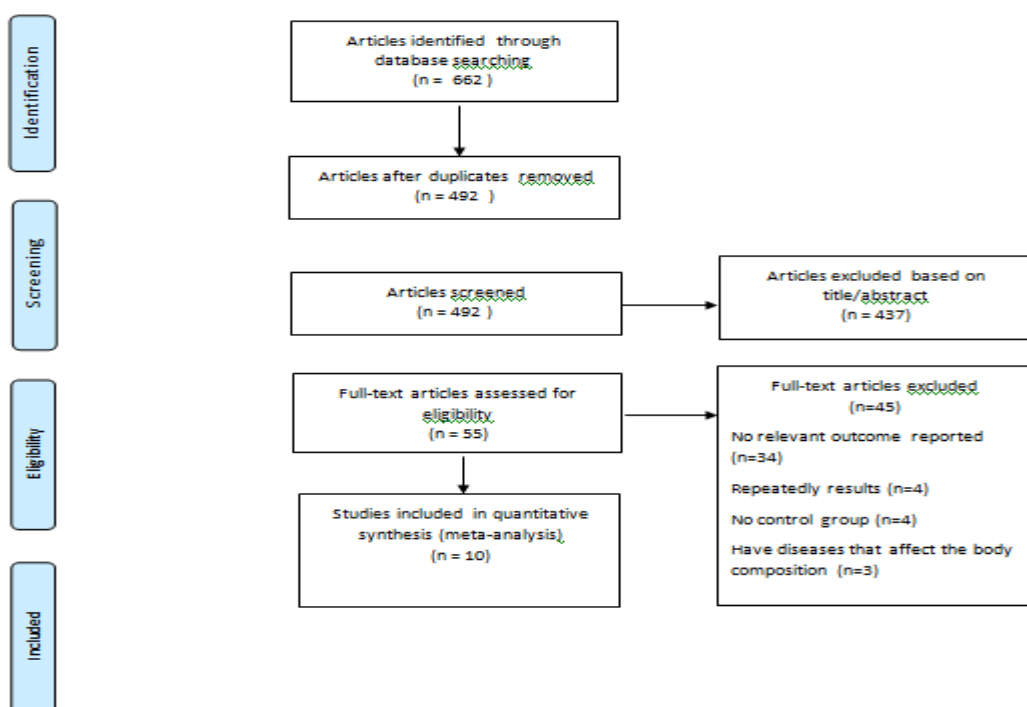 Identification
Articles identified through
database searching
(n = 662 )
Articles after duplicates removed
(n = 492 )
Screening
Articles screened
(n = 492 )
Articles excluded based on
title/abstract
(n = 437)
Eligibility
Full-text articles assessed for
eligibility
(n = 55)
Full-text articles excluded
(n=45)
No relevant outcome reported
(n=34)
Repeatedly results (n=4)
No control group (n=4)
Have diseases that affect the body
composition (n=3)
Included
Studies included in quantitative
synthesis (meta-analysis)
(n = 10)